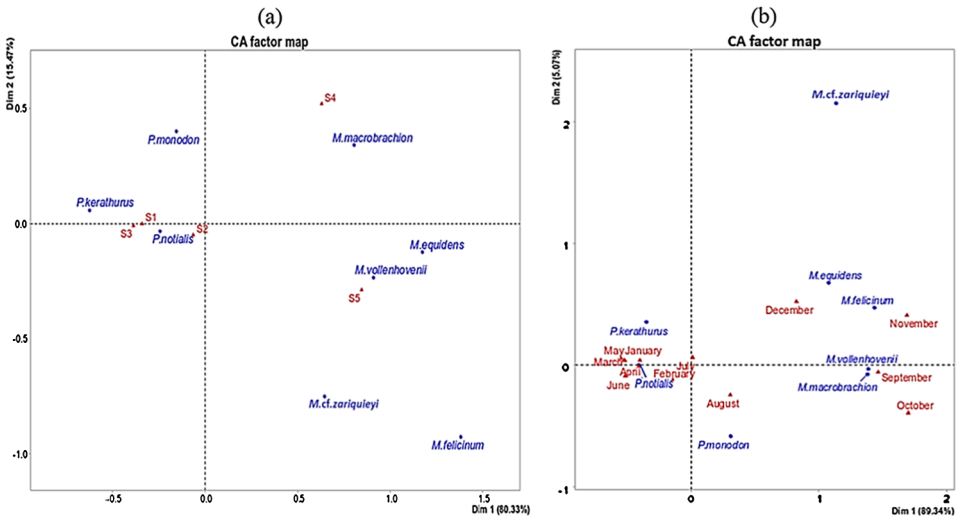 (a)
CA factor map
Dim 2 (15.47%)
0.5
0.0
-0.5
-1.0
S4
P.monodon
M.macrobrachion
P.kerathurus
S1
S3
S2
P.notialis
M.equidens
M.vollenhovenii
S5
M.cf.zariquieyi
M.felicinum
-0.5
0.0
0.5
1.0
1.5
Dim 1 (80.33%)
(b)
CA factor map
Dim 2 (5.07%)
2
1
0
-1
M.cf.zariquieyi
M.equidens
December
M.felicinum
November
P.kerathurus
May
January
March
July
April
February
June
P.notialis
M.vollenhovenii
September
M.macrobrachion
August
October
P.monodon
0
1
2
Dim 1 (89.34%)